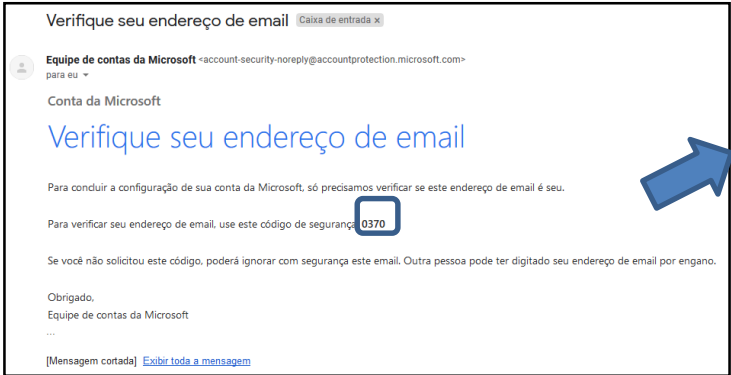 Verifique seu endereço de email Caixa de entrada x
Equipe de contas da Microsoft <account-security-noreply@accountprotection.microsoft.com>
para eu
Conta da Microsoft
Verifique seu endereço de email
Para concluir a configuração de sua conta da Microsoft, só precisamos verificar se este endereço de email é seu.
Para verificar seu endereço de email, use este código de segurança 0370
Se você não solicitou este código, poderá ignorar com segurança este email. Outra pessoa pode ter digitado seu endereço de email por engano.
Obrigado,
Equipe de contas da Microsoft
...
[Mensagem cortada] Exibir toda a mensagem